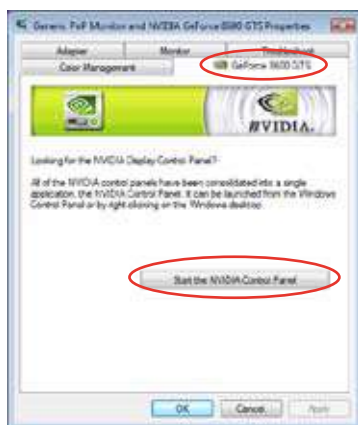 Generic PnP Monitor and NVIDIA GeForce 8600 GTS Properties
Adapter Monitor Troubleshoot
Color Management GeForce 8600 GTS
NVIDIA.
Looking for the NVIDIA Display Control Panel?
All of the NVIDIA control panels have been consolidated into a single
application, the NVIDIA Control Panel. It can be launched from the Windows
Control Panel or by right clicking on the Windows desktop.
Start the NVIDIA Control Panel
OK Cancel Apply